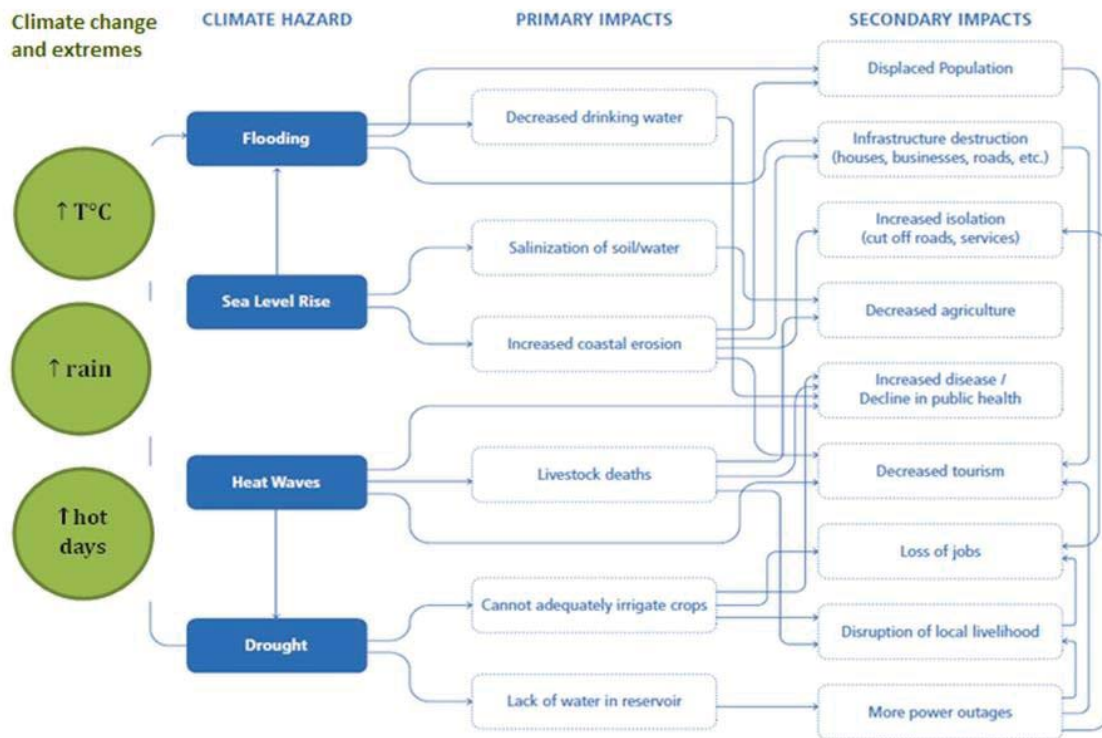 Climate change
and extremes
CLIMATE HAZARD
PRIMARY IMPACTS
SECONDARY IMPACTS
↑ T°C
↑ rain
↑ hot
days
Flooding
Sea Level Rise
Heat Waves
Drought
Decreased drinking water
Salinization of soil/water
Increased coastal erosion
Livestock deaths
Cannot adequately irrigate crops
Lack of water in reservoir
Displaced Population
Infrastructure destruction
(houses, businesses, roads, etc.)
Increased isolation
(cut off roads, services)
Decreased agriculture
Increased disease /
Decline in public health
Decreased tourism
Loss of jobs
Disruption of local livelihood
More power outages